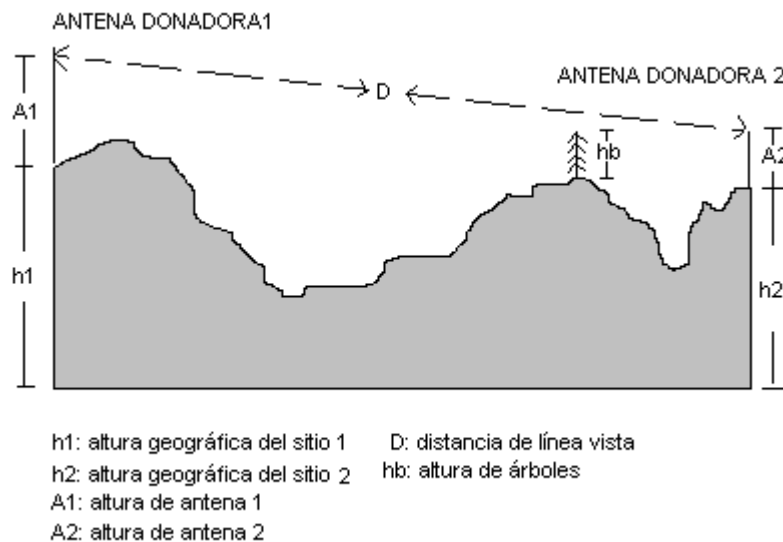 ANTENA DONADORA1
ANTENA DONADORA 2
D
A1
hb
A2
h1
h2
h1: altura geográfica del sitio 1
D: distancia de línea vista
h2: altura geográfica del sitio 2
hb: altura de árboles
A1: altura de antena 1
A2: altura de antena 2